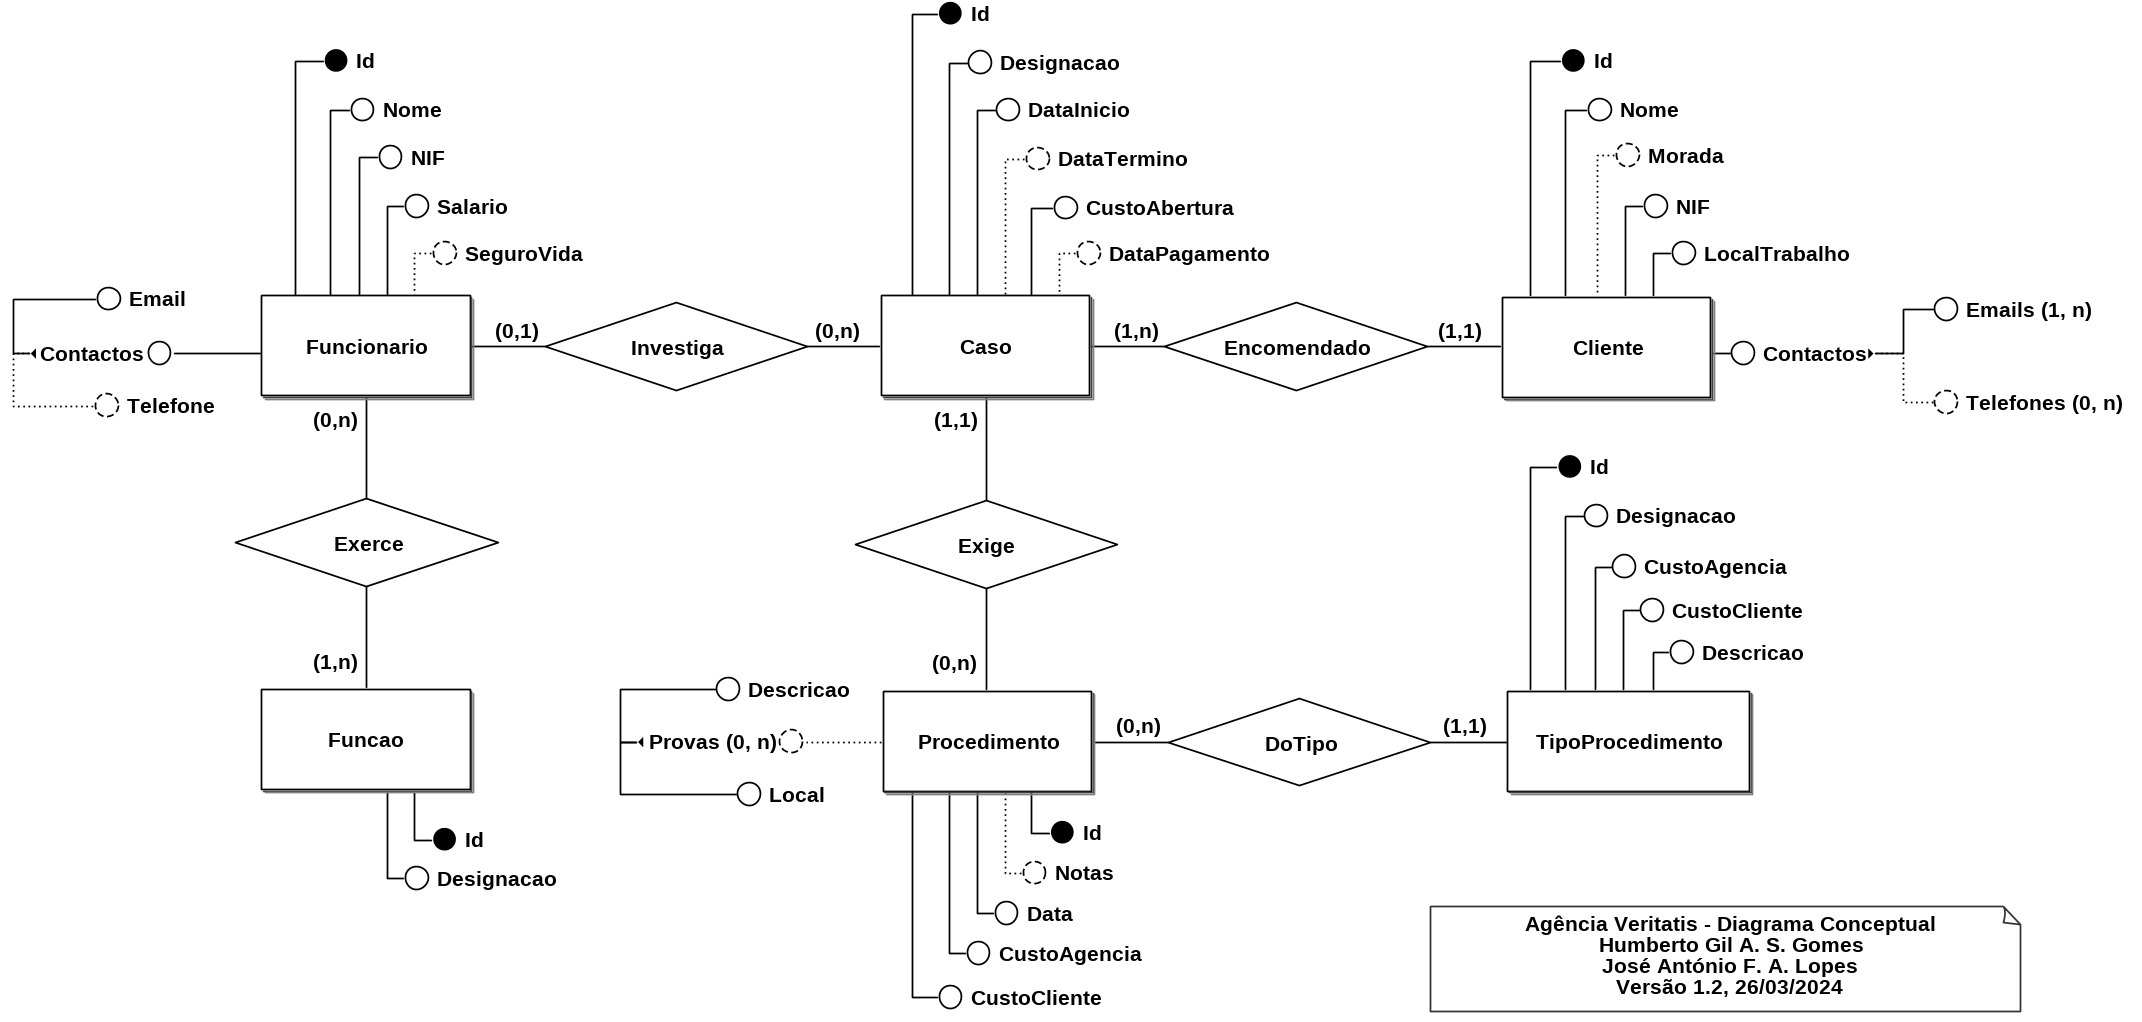 Id
Nome
NIF
Salario
SeguroVida
Email
Contactos
Telefone
Funcionario
(0,1)
Investiga
(0,n)
Id
Designacao
DataInicio
DataTermino
CustoAbertura
DataPagamento
Caso
(1,n)
Encomendado
(1,1)
Id
Nome
Morada
NIF
LocalTrabalho
Cliente
Contactos
Emails (1, n)
Telefones (0, n)
(0,n)
Exerce
(1,n)
Funcao
Id
Designacao
(1,1)
Exige
(0,n)
Descricao
Provas (0, n)
Local
Procedimento
Id
Notas
Data
CustoAgencia
CustoCliente
(0,n)
DoTipo
(1,1)
Id
Designacao
CustoAgencia
CustoCliente
Descricao
TipoProcedimento
Agência Veritatis - Diagrama Conceptual
Humberto Gil A. S. Gomes
José António F. A. Lopes
Versão 1.2, 26/03/2024